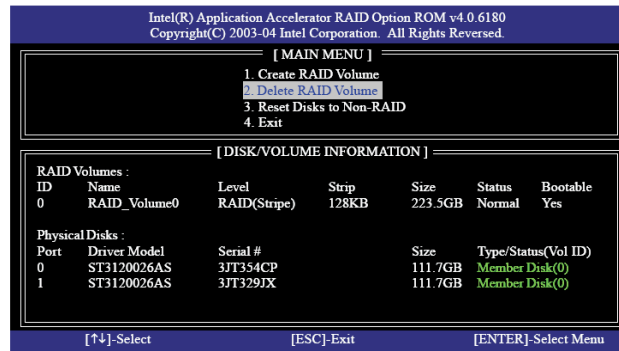 Intel(R) Application Accelerator RAID Option ROM v4.0.6180
Copyright(C) 2003-04 Intel Corporation. All Rights Reversed.
[ MAIN MENU ]
1. Create RAID Volume
2. Delete RAID Volume
3. Reset Disks to Non-RAID
4. Exit
[ DISK/VOLUME INFORMATION ]
RAID Volumes :
ID Name Level Strip Size Status Bootable
0 RAID_Volume0 RAID(Stripe) 128KB 223.5GB Normal Yes
Physical Disks :
Port Driver Model Serial # Size Type/Status(Vol ID)
0 ST3120026AS 3JT354CP 111.7GB Member Disk(0)
1 ST3120026AS 3JT329JX 111.7GB Member Disk(0)
[↑↓]-Select [ESC]-Exit [ENTER]-Select Menu